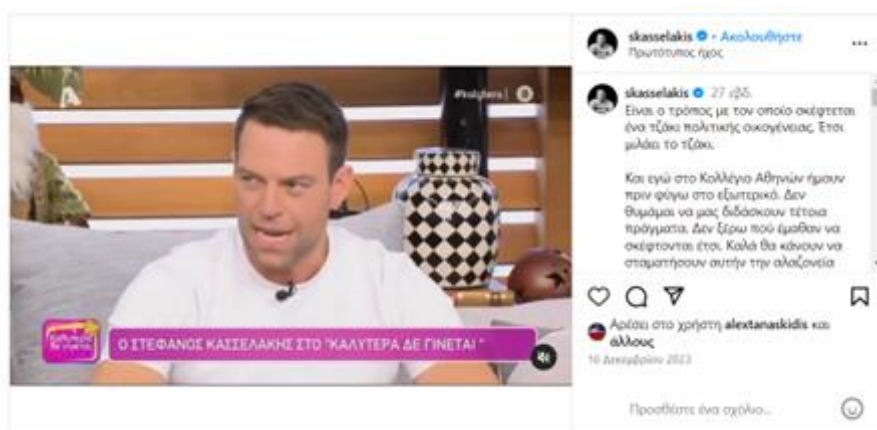 skasselakis • Ακολουθήστε
Πρωτότυπος ήχος
skasselakis 27 εβδ.
Είναι ο τρόπος με τον οποίο σκέφτεται
ένα τζάκι πολιτικής οικογένειας. Έτσι
μιλάει το τζάκι.
Και εγώ στο Κολλέγιο Αθηνών ήμουν
πριν φύγω στο εξωτερικό. Δεν
θυμάμαι να μας διδάσκουν τέτοια
πράγματα. Δεν ξέρω πού έμαθαν να
σκέφτονται έτσι. Καλά θα κάνουν να
σταματήσουν αυτήν την αλαζονεία
Ο ΣΤΕΦΑΝΟΣ ΚΑΣΣΕΛΑΚΗΣ ΣΤΟ "ΚΑΛΥΤΕΡΑ ΔΕ ΓΙΝΕΤΑΙ "
Αρέσει στο χρήστη alextanaskidis και
άλλους
16 Δεκεμβρίου 2023
Προσθέστε ένα σχόλιο...